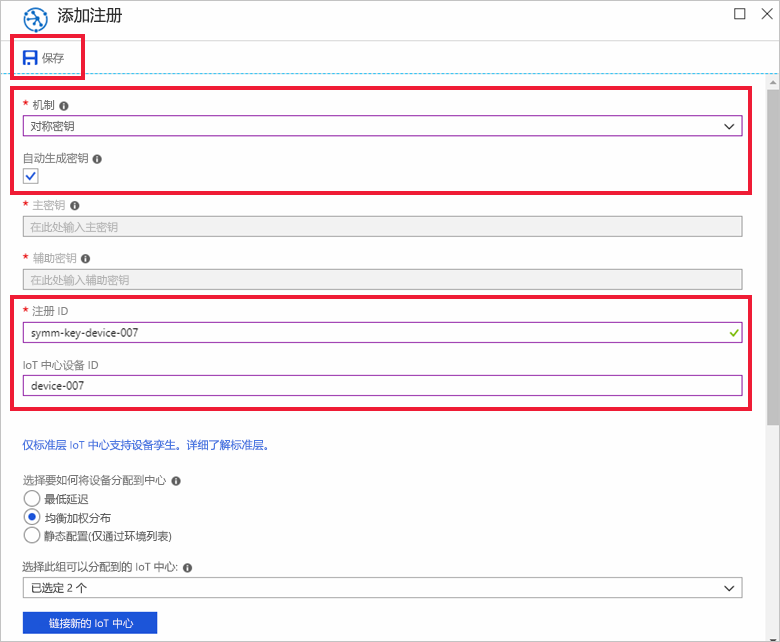 添加注册
保存
* 机制
对称密钥
自动生成密钥
* 主密钥
在此处输入主密钥
* 辅助密钥
在此处输入辅助密钥
* 注册 ID
symm-key-device-007
IoT 中心设备 ID
device-007
仅标准层 IoT 中心支持设备孪生。详细了解标准层。
选择要如何将设备分配到中心
最低延迟
均衡加权分布
静态配置(仅通过环境列表)
选择此组可以分配到的 IoT 中心:
已选定 2 个
链接新的 IoT 中心